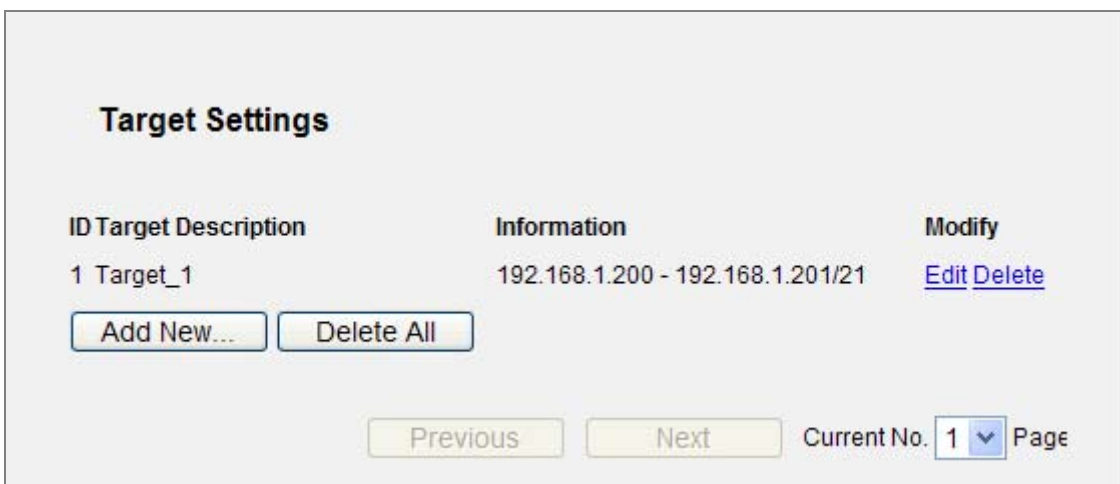 Target Settings
ID Target Description Information Modify
1 Target_1 192.168.1.200 - 192.168.1.201/21 Edit Delete
Add New... Delete All
Previous Next Current No. 1 Page